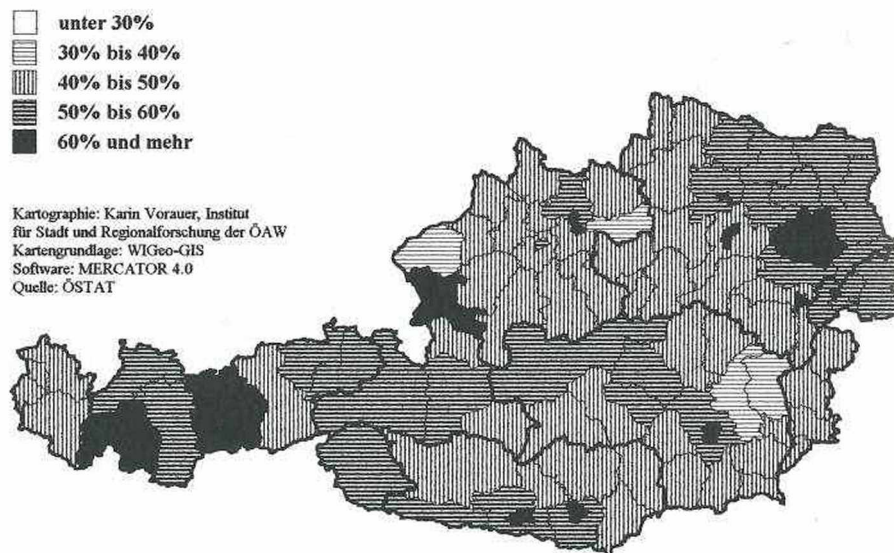 unter 30%
30% bis 40%
40% bis 50%
50% bis 60%
60% und mehr
Kartographie: Karin Vorauer, Institut
für Stadt und Regionalforschung der ÖAW
Kartengrundlage: WIGeo-GIS
Software: MERCATOR 4.0
Quelle: ÖSTAT